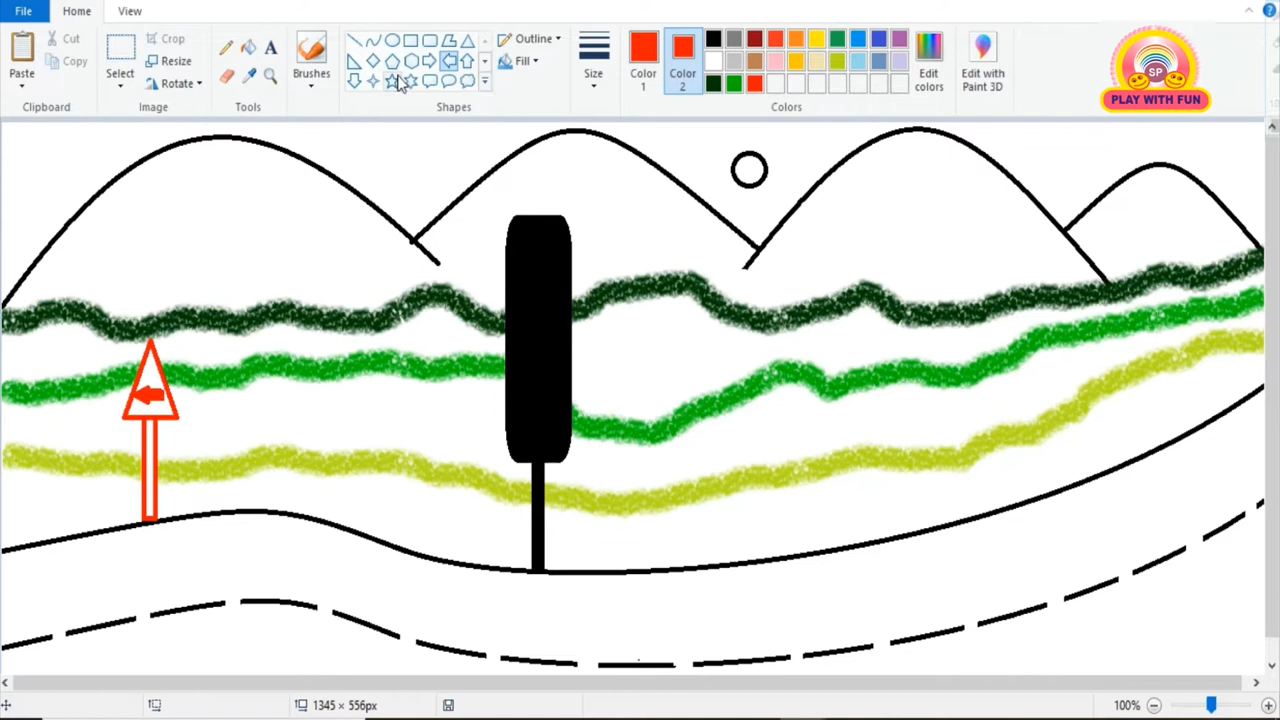 File
Home
View
Paste
Cut
Copy
Clipboard
Select
Crop
Resize
Rotate
Image
Tools
Brushes
Shapes
Outline
Fill
Size
Color
1
Color
2
Colors
Edit
colors
Edit with
Paint 3D
SP
PLAY WITH FUN
1345 × 556px
100%